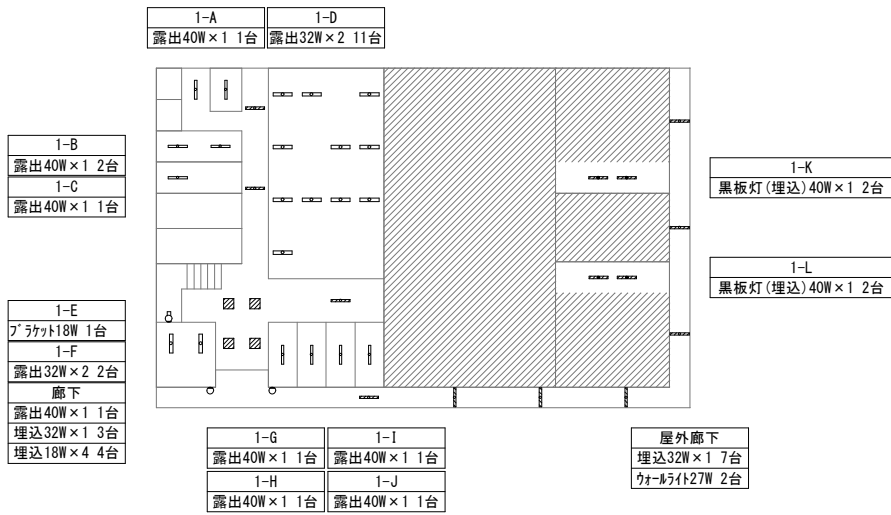 1-A
露出40W×1 1台
1-D
露出32W×2 11台
1-B
露出40W×1 2台
1-C
露出40W×1 1台
1-K
黒板灯(埋込)40W×1 2台
1-L
黒板灯(埋込)40W×1 2台
1-E
ﾌﾞﾗｹｯﾄ18W 1台
1-F
露出32W×2 2台
廊下
露出40W×1 1台
埋込32W×1 3台
埋込18W×4 4台
1-G
露出40W×1 1台
1-I
露出40W×1 1台
1-H
露出40W×1 1台
1-J
露出40W×1 1台
屋外廊下
埋込32W×1 7台
ｳｫｰﾙﾗｲﾄ27W 2台